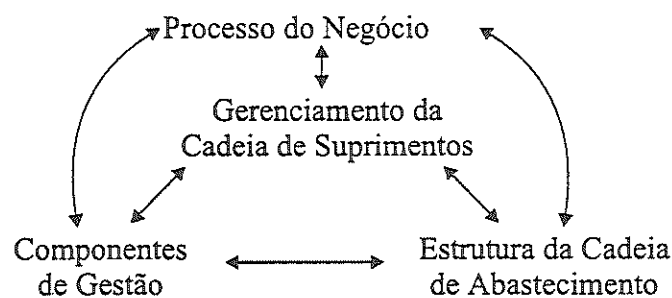 Processo do Negócio
Gerenciamento da
Cadeia de Suprimentos
Componentes
de Gestão
Estrutura da Cadeia
de Abastecimento